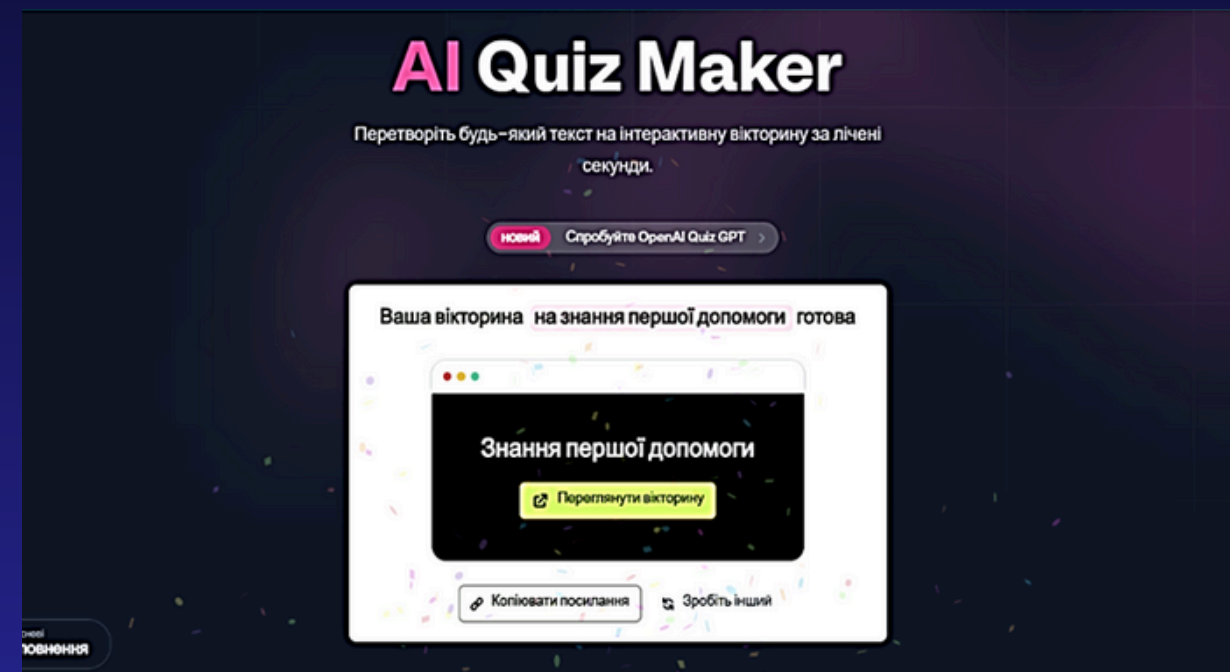 AI Quiz Maker
Перетворіть будь-який текст на інтерактивну вікторину за лічені
секунди.
новий Спробуйте OpenAI Quiz GPT >
Ваша вікторина на знання першої допомоги готова
Знання першої допомоги
Переглянути вікторину
Копіювати посилання Зробіть інший